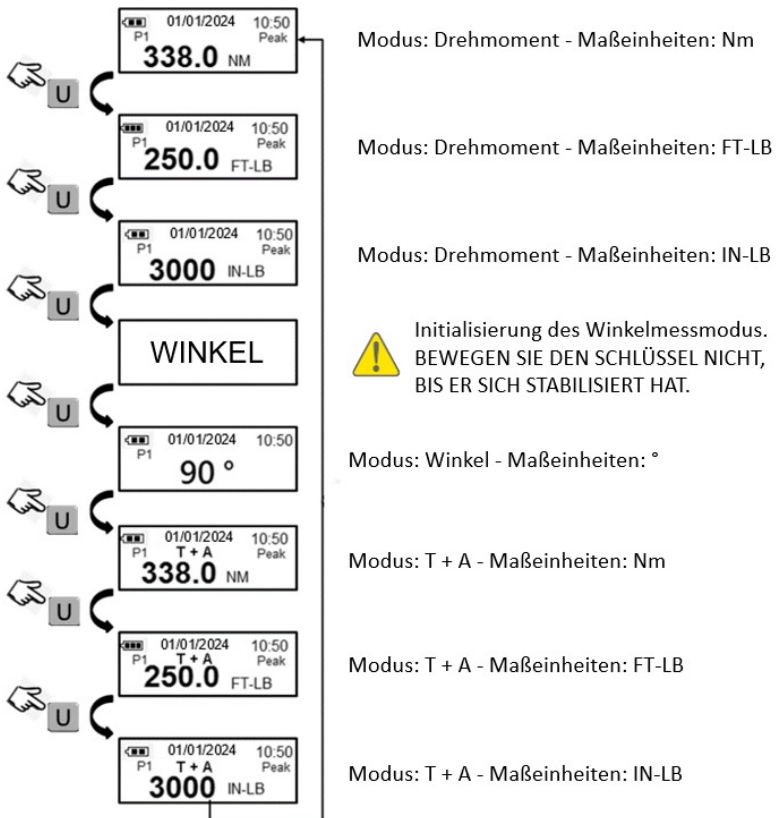 01/01/2024 10:50
P1 Peak
338.0 NM
Modus: Drehmoment - Maßeinheiten: Nm
U
01/01/2024 10:50
P1 Peak
250.0 FT-LB
Modus: Drehmoment - Maßeinheiten: FT-LB
U
01/01/2024 10:50
P1 Peak
3000 IN-LB
Modus: Drehmoment - Maßeinheiten: IN-LB
U
WINKEL
Initialisierung des Winkelmessmodus.
BEWEGEN SIE DEN SCHLÜSSEL NICHT,
BIS ER SICH STABILISIERT HAT.
U
01/01/2024 10:50
P1
90 °
Modus: Winkel - Maßeinheiten: °
U
01/01/2024 10:50
P1 T + A Peak
338.0 NM
Modus: T + A - Maßeinheiten: Nm
U
01/01/2024 10:50
P1 T + A Peak
250.0 FT-LB
Modus: T + A - Maßeinheiten: FT-LB
U
01/01/2024 10:50
P1 T + A Peak
3000 IN-LB
Modus: T + A - Maßeinheiten: IN-LB